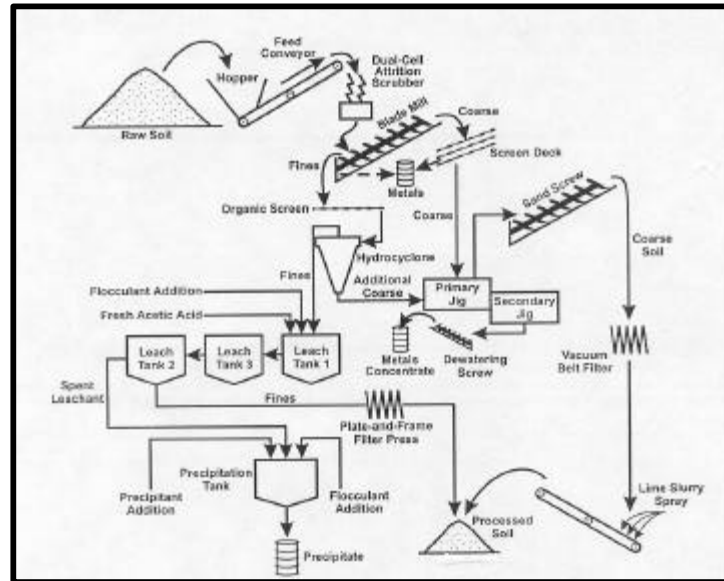 Feed
Conveyor
Dual-Cell
Attrition
Scrubber
Hopper
Raw Soil
Blade Mill
Coarse
Screen Deck
Fines
Metals
Sand Screw
Organic Screen
Coarse
Coarse
Soil
Hydrocyclone
Fines
Additional
Coarse
Primary
Jig
Secondary
Jig
Flocculant Addition
Fresh Acetic Acid
Leach
Tank 2
Leach
Tank 3
Leach
Tank 1
Metals
Concentrate
Dewatering
Screw
Vacuum
Belt Filter
Spent
Leachant
Fines
Plate-and-Frame
Filter Press
Precipitation
Tank
Precipitant
Addition
Flocculant
Addition
Lime Slurry
Spray
Processed
Soil
Precipitate